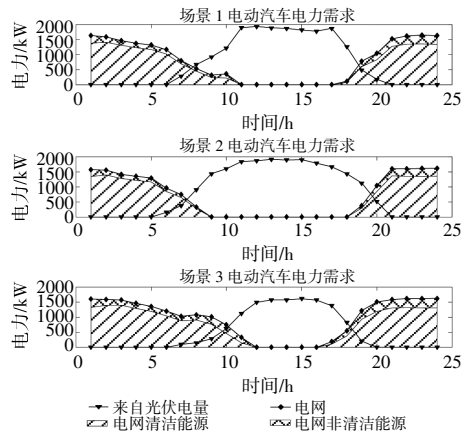 场景 1 电动汽车电力需求
电力/kW
2000
1500
1000
500
0
0 5 10 15 20 25
时间/h
场景 2 电动汽车电力需求
电力/kW
2000
1500
1000
500
0
0 5 10 15 20 25
时间/h
场景 3 电动汽车电力需求
电力/kW
2000
1500
1000
500
0
0 5 10 15 20 25
时间/h
来自光伏电量 电网
电网清洁能源 电网非清洁能源